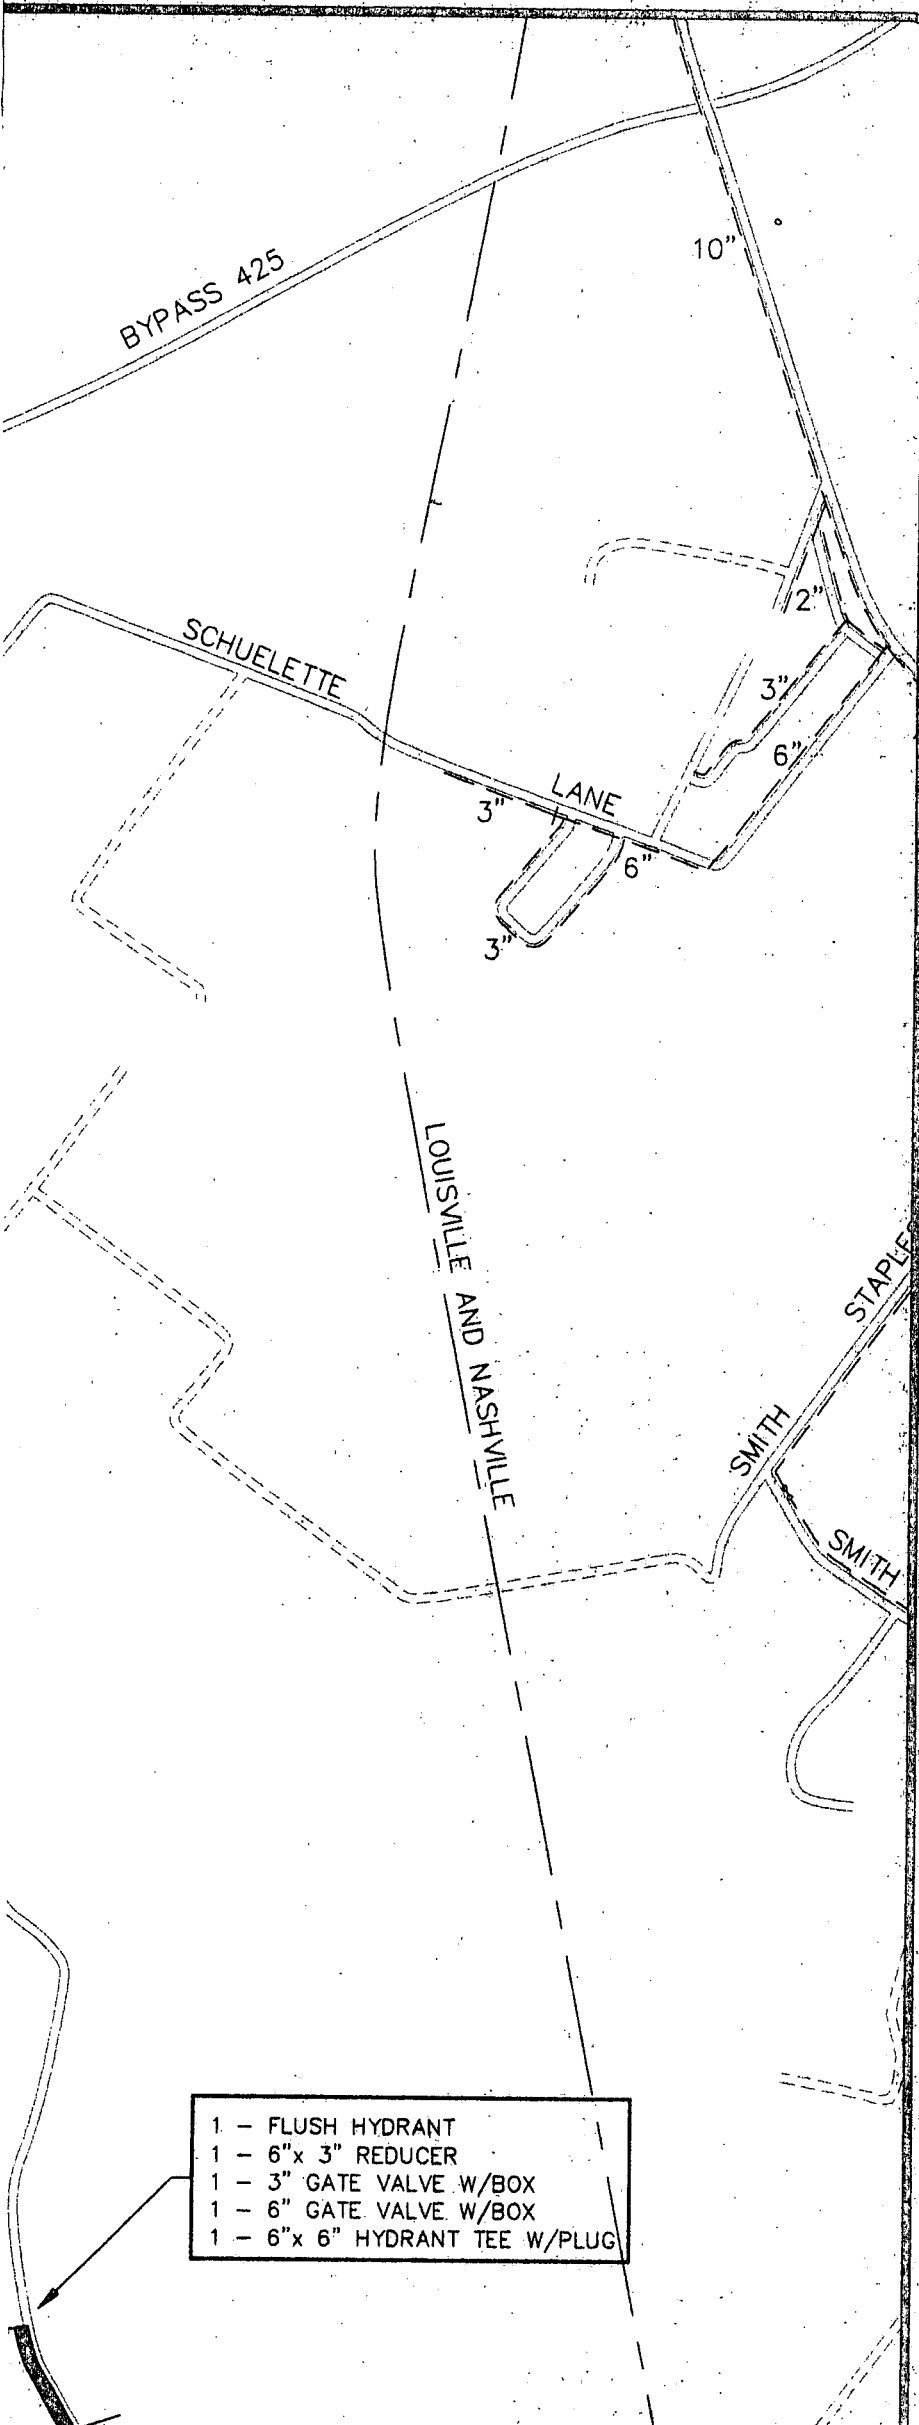 10"
BYPASS 425
2"
SCHUELETTE
3"
6"
LANE
3"
6"
3"
LOUISVILLE AND NASHVILLE
SMITH
SMITH
1 - FLUSH HYDRANT
1 - 6"x 3" REDUCER
1 - 3" GATE VALVE W/BOX
1 - 6" GATE VALVE W/BOX
1 - 6"x 6" HYDRANT TEE W/PLUG